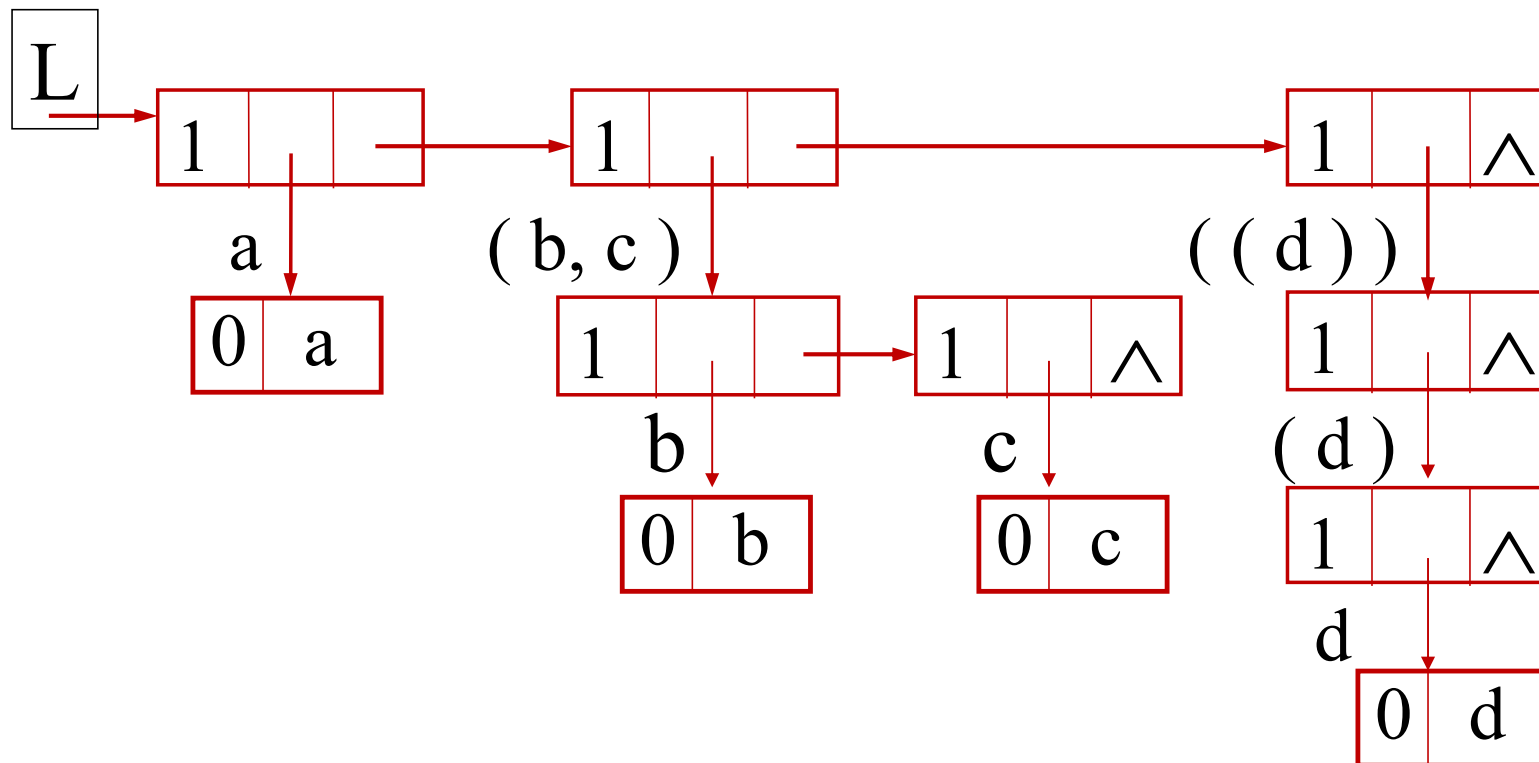 L
1 1 1 ∧
a ( b, c ) ( ( d ) )
0 a 1 1 ∧ 1 ∧
b c ( d )
0 b 0 c 1 ∧
d
0 d